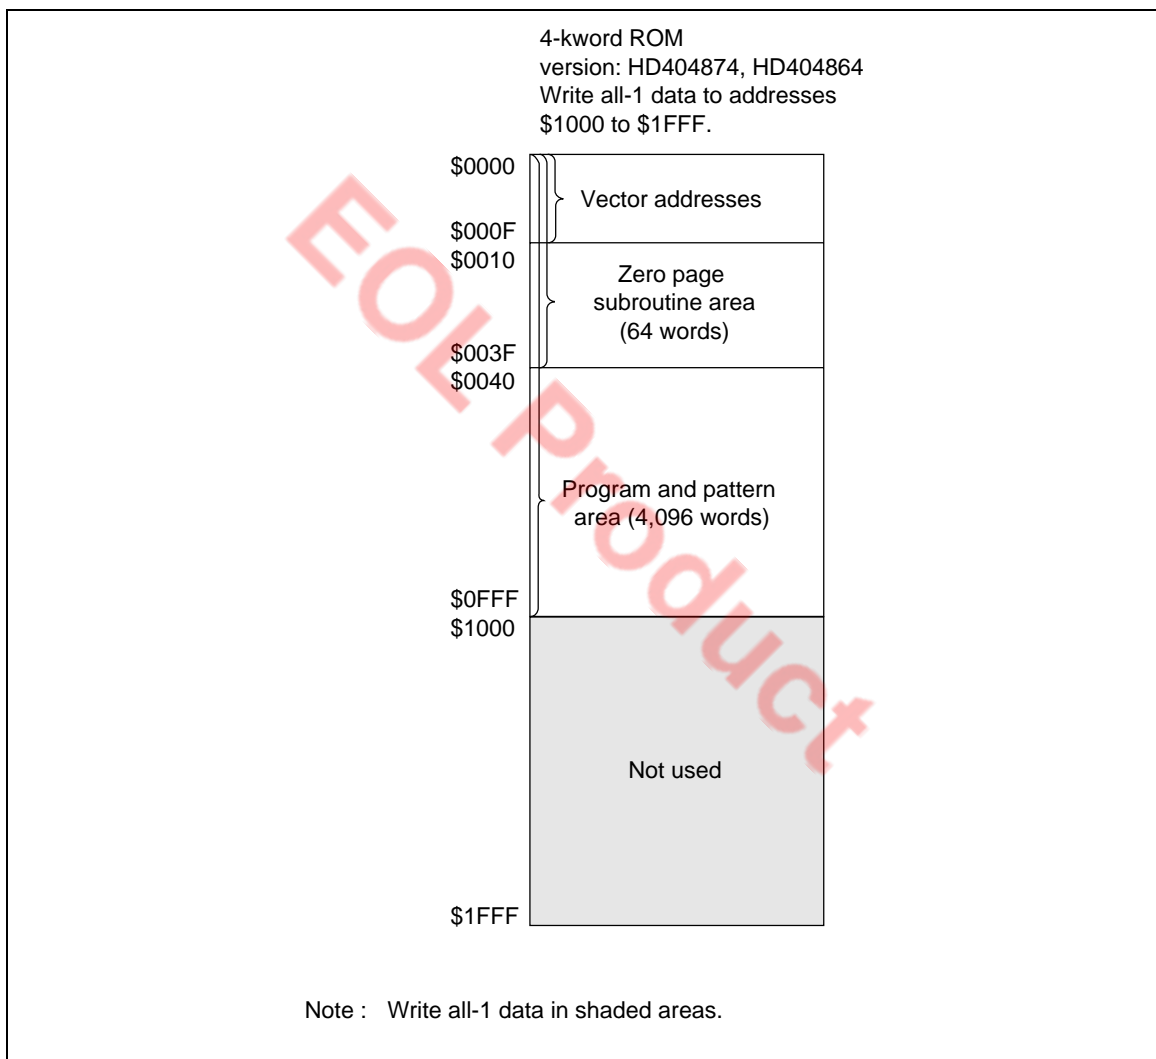 4-kword ROM
version: HD404874, HD404864
Write all-1 data to addresses
$1000 to $1FFF.
$0000
Vector addresses
$000F
$0010
Zero page
subroutine area
(64 words)
$003F
$0040
Program and pattern
area (4,096 words)
$0FFF
$1000
Not used
$1FFF
Note : Write all-1 data in shaded areas.
EOL Product